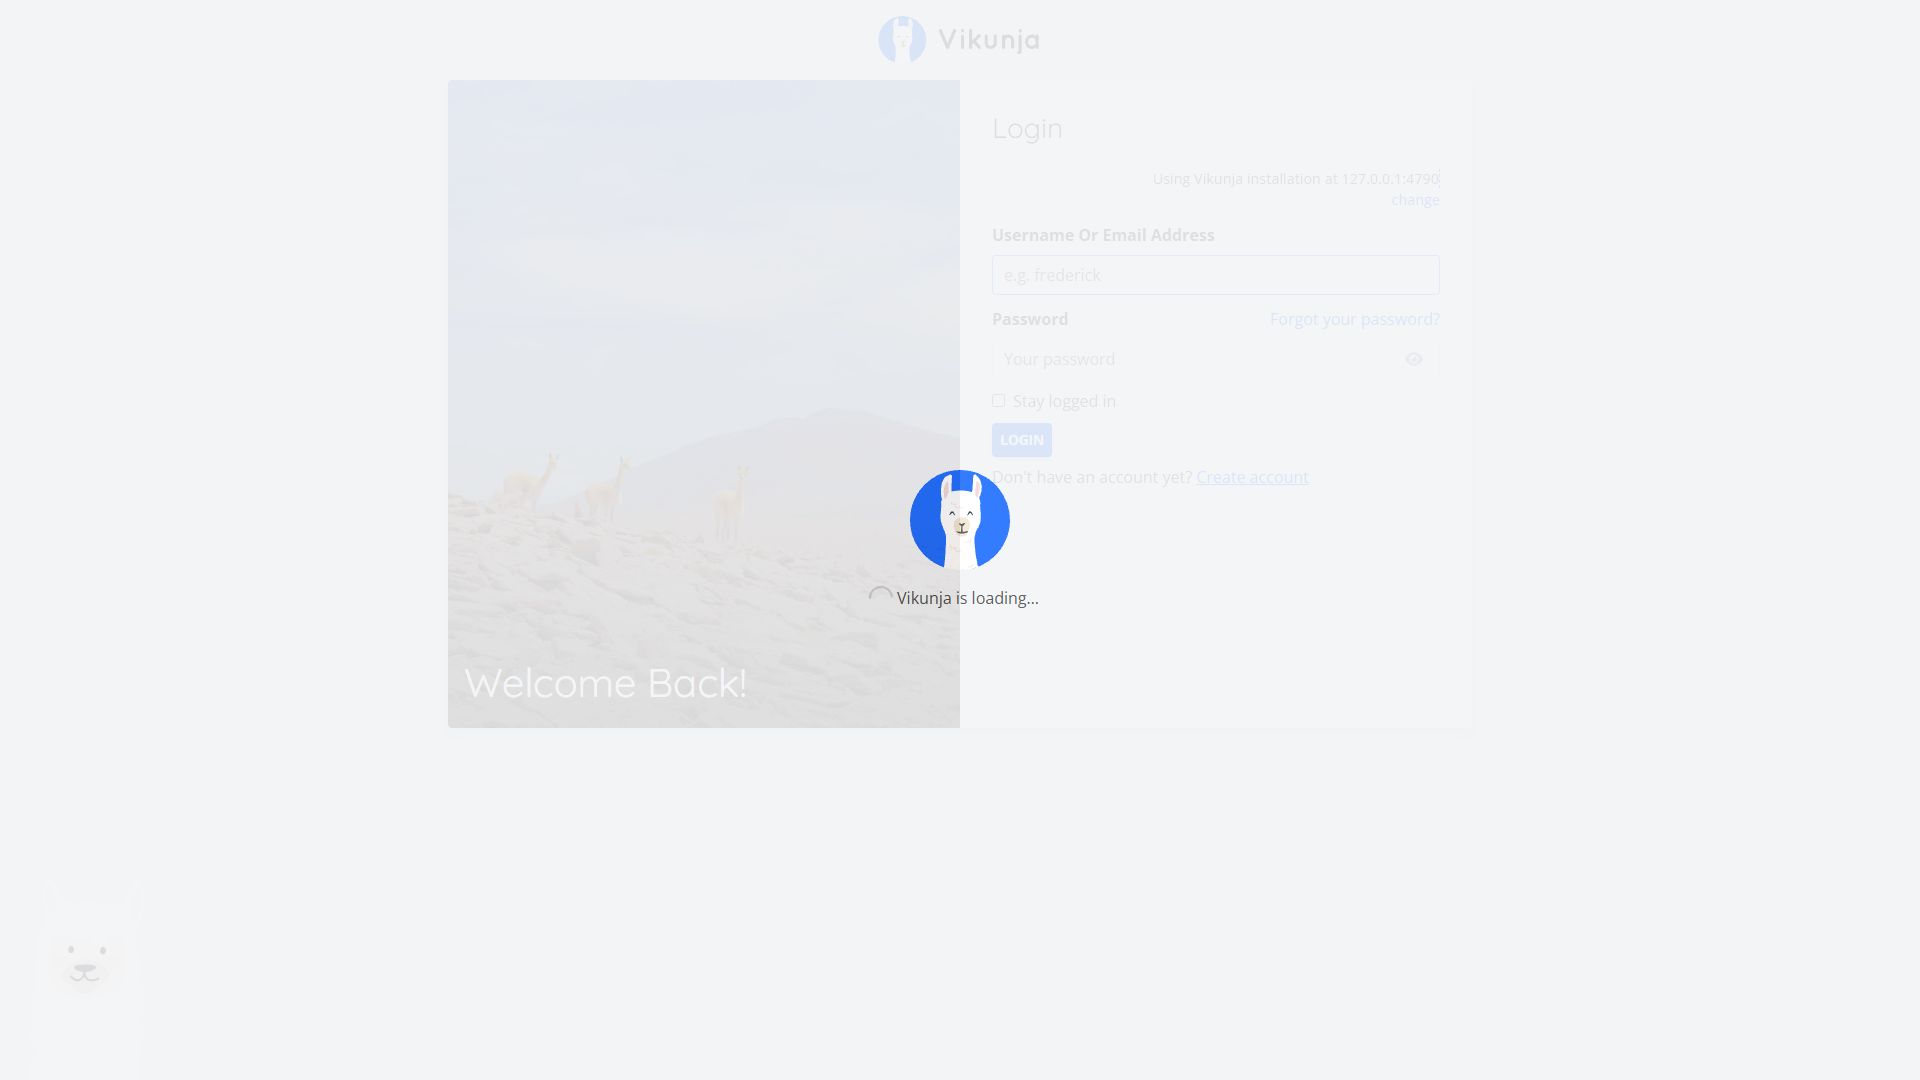 Vikunja
Login
Using Vikunja installation at 127.0.0.1:4790
change
Username Or Email Address
e.g. frederick
Password
Forgot your password?
Your password
Stay logged in
LOGIN
Don't have an account yet? Create account
Vikunja is loading...
Welcome Back!